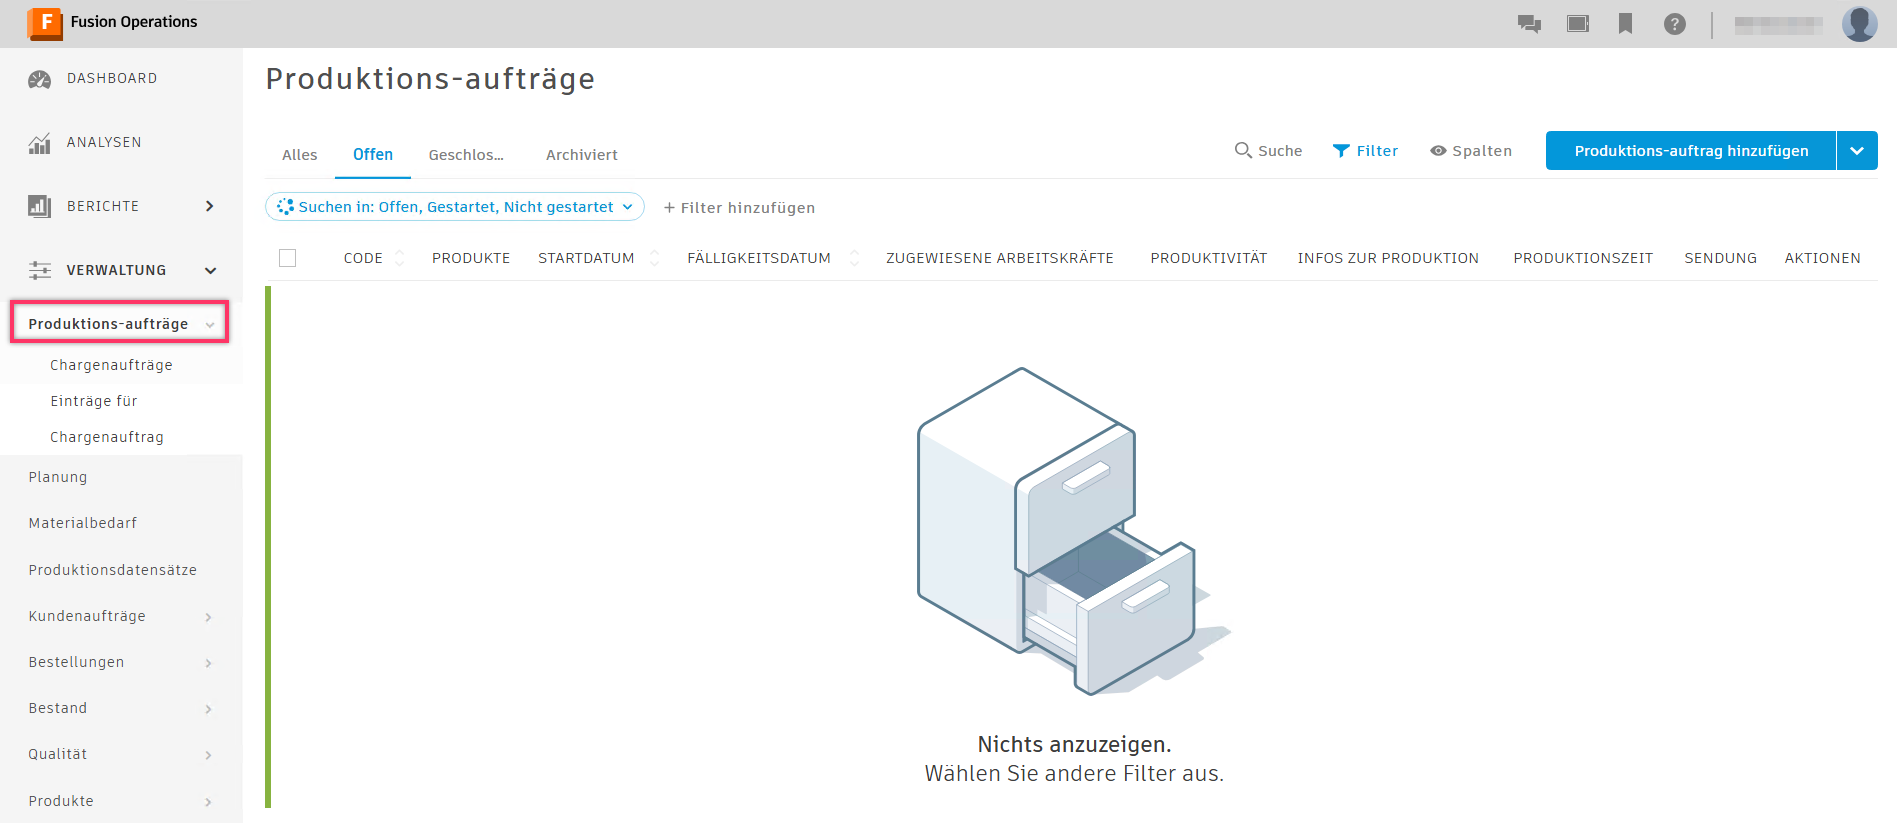 F Fusion Operations
?
DASHBOARD
ANALYSEN
BERICHTE
VERWALTUNG
Produktions-aufträge
Chargenaufträge
Einträge für
Chargenauftrag
Planung
Materialbedarf
Produktionsdatensätze
Kundenaufträge
Bestellungen
Bestand
Qualität
Produkte
Produktions-aufträge
Alles Offen Geschlos... Archiviert
Suche Filter Spalten Produktions-auftrag hinzufügen
Suchen in: Offen, Gestartet, Nicht gestartet + Filter hinzufügen
CODE PRODUKTE STARTDATUM FÄLLIGKEITSDATUM ZUGEWIESENE ARBEITSKRÄFTE PRODUKTIVITÄT INFOS ZUR PRODUKTION PRODUKTIONSZEIT SENDUNG AKTIONEN
Nichts anzuzeigen.
Wählen Sie andere Filter aus.